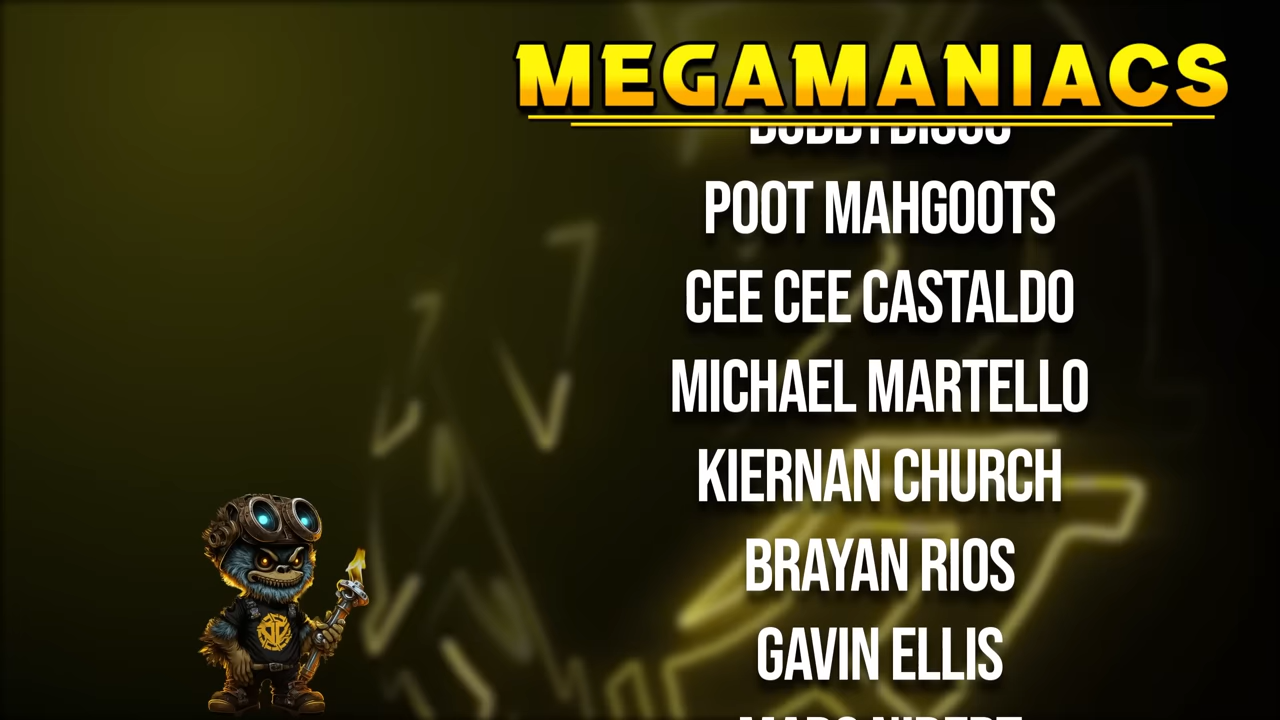 MEGAMANIACS
POOT MAHGOOTS
CEE CEE CASTALDO
MICHAEL MARTELLO
KIERNAN CHURCH
BRAYAN RIOS
GAVIN ELLIS